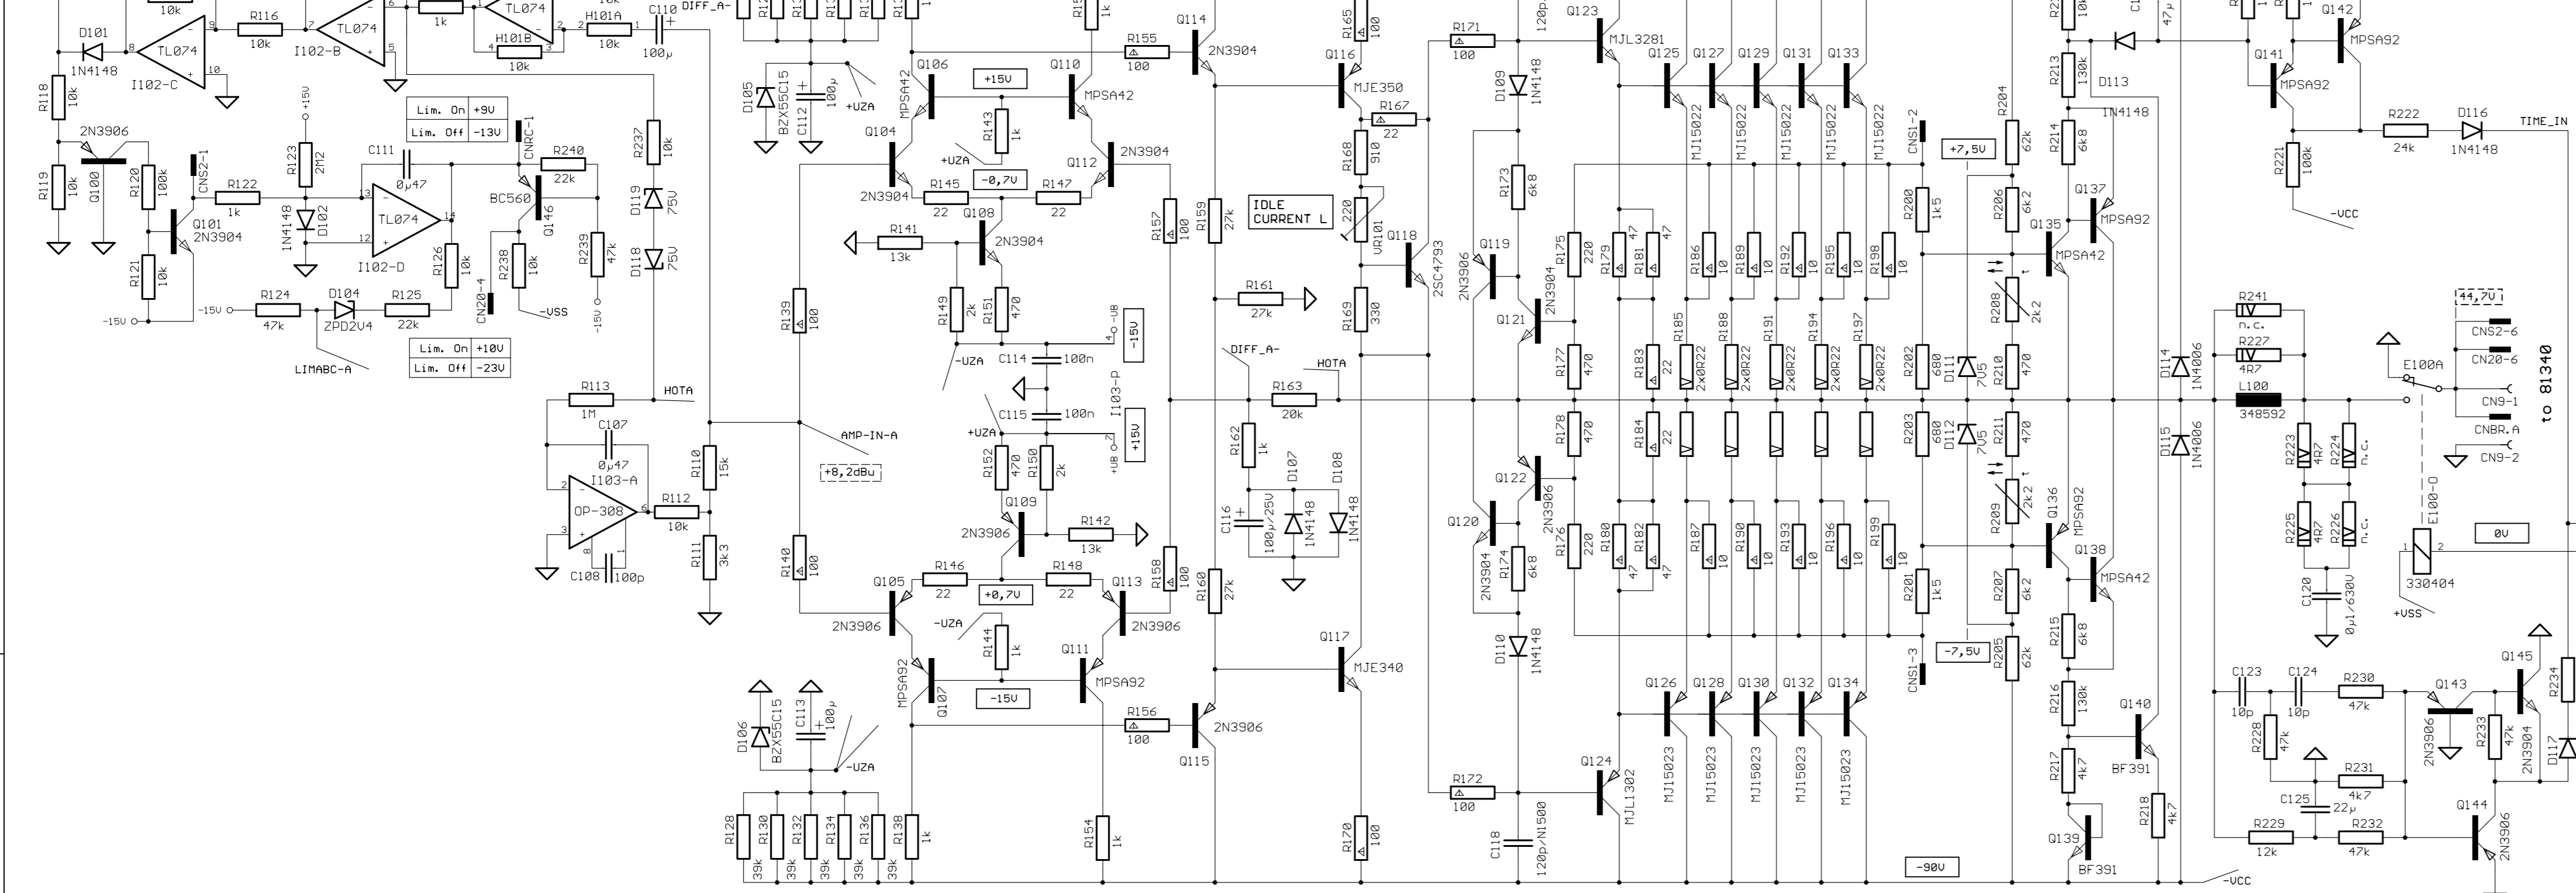 10k
10k
D101
1N4148
TL074
I102-C
R116
10k
TL074
I102-B
1k
TL074
H101A
10k
H101B
10k
C110
100µ
DIFF_A-
R118
10k
2N3906
R119
10k
Q100
R120
100k
CNS2-1
R121
10k
Q101
2N3904
R122
1k
+15V
R123
2M2
1N4148
D102
C111
0µ47
TL074
I102-D
R126
10k
Lim. On +9V
Lim. Off -13V
CNRC-1
R240
22k
BC560
Q146
R238
10k
R239
47k
-15V
-VSS
CN20-4
-15V
-15V
R124
47k
D104
ZPD2V4
R125
22k
LIMABC-A
Lim. On +10V
Lim. Off -23V
R237
10k
D119
75V
D118
75V
HOTA
R113
1M
C107
0µ47
I103-A
OP-308
C108
100p
R112
10k
R110
15k
R111
3k3
AMP-IN-A
+8,2dBu
R139
100
R140
100
D105
BZX55C15
C112
100µ
+UZA
Q106
MPSA42
+15V
Q110
MPSA42
R143
1k
+UZA
Q104
2N3904
-0,7V
Q112
2N3904
R145
22
R147
22
Q108
2N3904
R141
13k
R149
2k
R151
470
-UZA
C114
100n
C115
100n
-UB
-15V
I103-P
+15V
+UB
+UZA
R152
470
R150
2k
Q109
2N3906
R142
13k
R146
22
R148
22
+0,7V
Q105
2N3906
Q113
2N3906
-UZA
R144
1k
MPSA92
Q107
Q111
MPSA92
-15V
D106
BZX55C15
C113
100µ
-UZA
R128
39k
R130
39k
R132
39k
R134
39k
R136
39k
R138
1k
R154
1k
R155
100
R156
100
Q114
2N3904
Q115
2N3906
R157
100
R158
100
R159
27k
R160
27k
R161
27k
DIFF_A-
HOTA
R163
20k
R162
1k
C116
100µ/25V
D107
1N4148
D108
1N4148
R165
100
Q116
MJE350
R167
22
R168
910
IDLE
CURRENT L
220
VR101
R169
330
Q118
2SC4793
Q117
MJE340
R170
100
R171
100
R172
100
120p
D109
1N4148
R173
6k8
Q119
2N3906
Q121
2N3904
Q122
2N3906
Q120
2N3904
R174
6k8
D110
1N4148
C118
120p/N1500
Q123
MJL3281
Q124
MJL1302
R175
220
R177
470
R178
470
R176
220
R179
47
R181
47
R183
22
R184
22
R180
47
R182
47
Q125
Q127
Q129
Q131
Q133
MJ15022
MJ15022
MJ15022
MJ15022
MJ15022
R186
10
R189
10
R192
10
R195
10
R198
10
R185
2x0R22
R188
2x0R22
R191
2x0R22
R194
2x0R22
R197
2x0R22
R187
10
R190
10
R193
10
R196
10
R199
10
Q126
Q128
Q130
Q132
Q134
MJ15023
MJ15023
MJ15023
MJ15023
MJ15023
CNS1-2
R200
1k5
R202
680
R203
680
R201
1k5
CNS1-3
+7,5V
-7,5V
D111
7V5
D112
7V5
R204
62k
R206
6k2
R208
2k2
R210
470
R211
470
R209
2k2
R207
6k2
R205
62k
-90V
10k
R213
130k
R214
6k8
D113
1N4148
47µ
Q135
MPSA42
Q137
MPSA92
Q136
MPSA92
Q138
MPSA42
R215
6k8
R216
130k
R217
4k7
Q139
BF391
Q140
BF391
R218
4k7
D114
1N4006
D115
1N4006
-VCC
Q142
MPSA92
Q141
MPSA92
R221
100k
-VCC
R222
24k
D116
1N4148
TIME_IN
R241
n.c.
R227
4R7
L100
348592
R223
4R7
R224
n.c.
R225
4R7
R226
n.c.
C120
0µ1/630V
E100A
44,7V
CNS2-6
CN20-6
CN9-1
CNBR.A
CN9-2
to 81340
E100-O
330404
+VSS
0V
C123
10p
C124
10p
R228
47k
R230
47k
R231
4k7
C125
22µ
R229
12k
R232
47k
Q143
2N3906
R233
47k
Q145
2N3904
Q144
2N3906
R234
D117